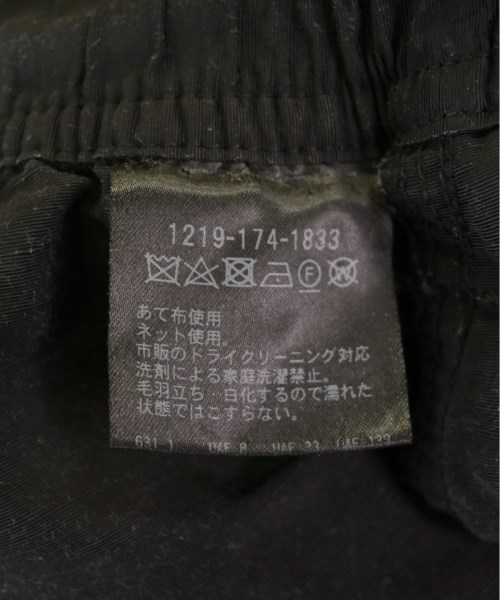 1219-174-1833
F W
あて布使用
ネット使用。
市販のドライクリーニング対応
洗剤による家庭洗濯禁止。
毛羽立ち・白化するので濡れた
状態ではこすらない。